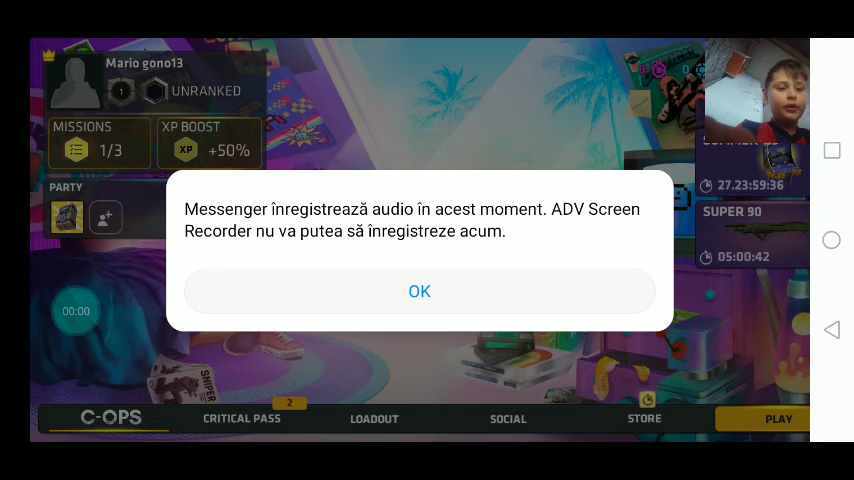 Mario gono13
1
UNRANKED
MISSIONS
1/3
XP BOOST
XP
+50%
PARTY
27.23:59:36
SUPER 90
05:00:42
Messenger înregistrează audio în acest moment. ADV Screen
Recorder nu va putea să înregistreze acum.
OK
00:00
SNIPER
C-OPS
2
CRITICAL PASS
LOADOUT
SOCIAL
STORE
PLAY